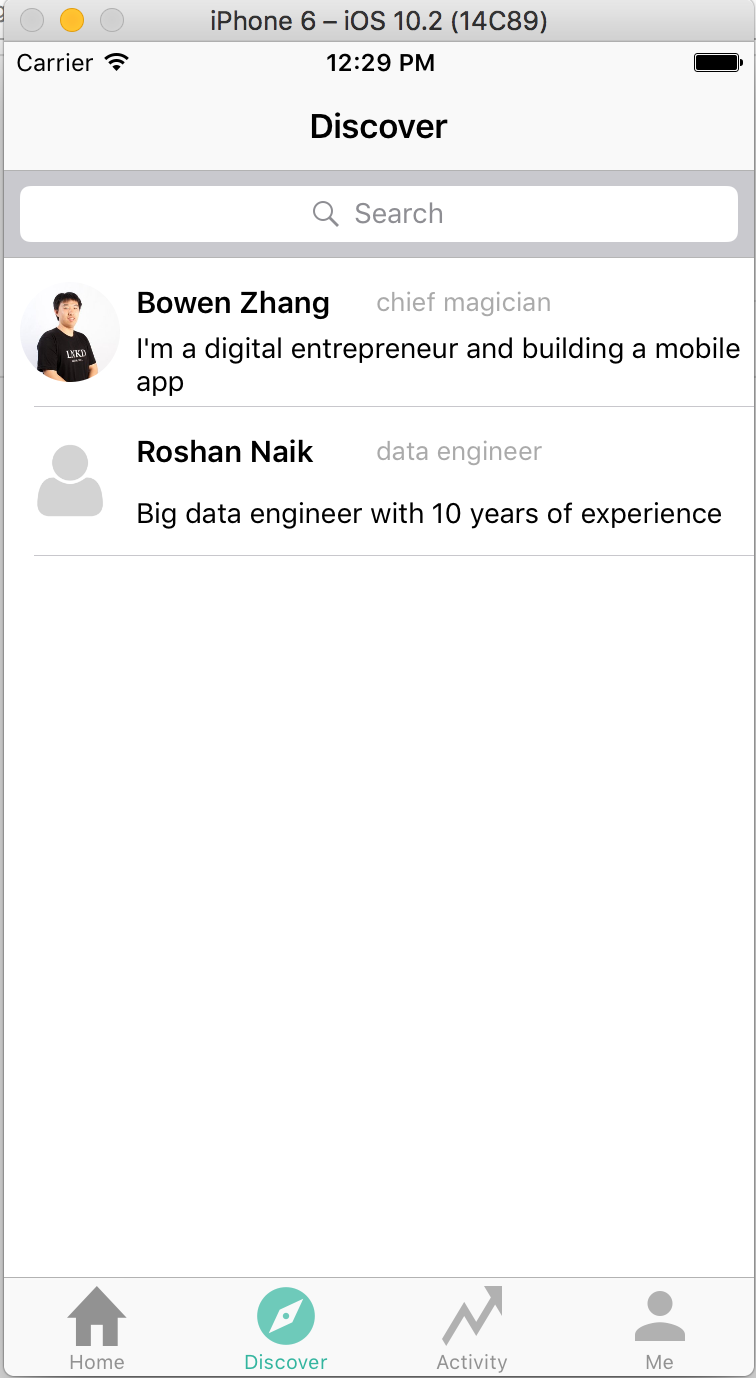 iPhone 6 – iOS 10.2 (14C89)
Carrier 12:29 PM
Discover
Search
Bowen Zhang chief magician
I'm a digital entrepreneur and building a mobile
app
Roshan Naik data engineer
Big data engineer with 10 years of experience
Home Discover Activity Me